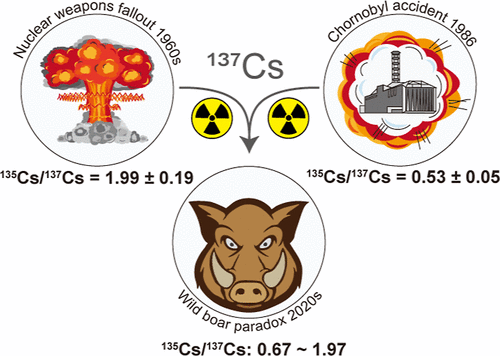 Nuclear weapons fallout 1960s
Chornobyl accident 1986
¹³⁷Cs
¹³⁵Cs/¹³⁷Cs = 1.99 ± 0.19
¹³⁵Cs/¹³⁷Cs = 0.53 ± 0.05
Wild boar paradox 2020s
¹³⁵Cs/¹³⁷Cs: 0.67 ~ 1.97